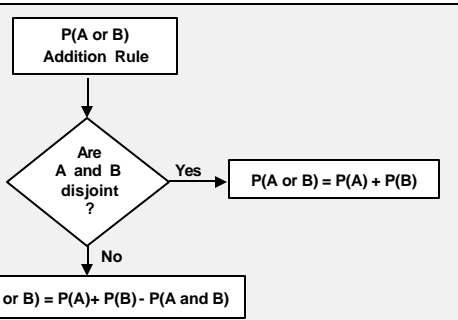 P(A or B)
Addition Rule
Are
A and B
disjoint
?
Yes
P(A or B) = P(A) + P(B)
No
or B) = P(A)+ P(B) - P(A and B)